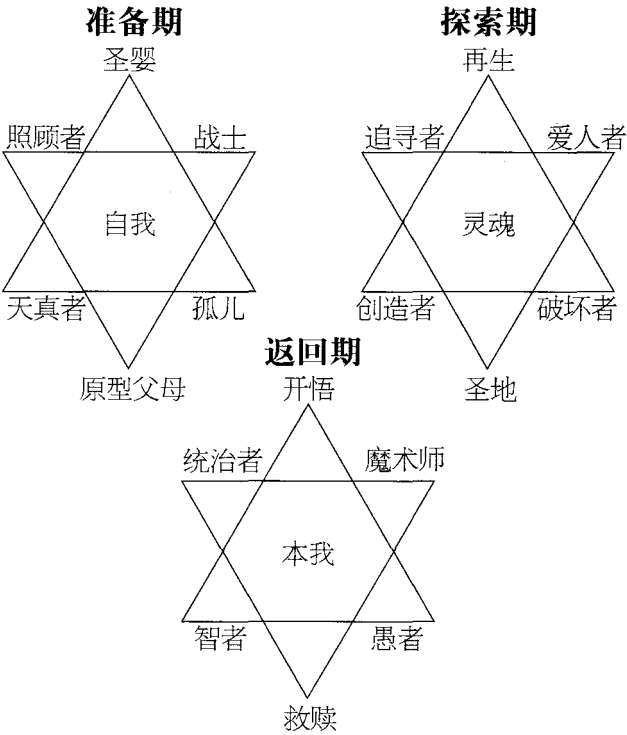 准备期
圣婴
照顾者
战士
自我
天真者
孤儿
原型父母
探索期
再生
追寻者
爱人者
灵魂
创造者
破坏者
圣地
返回期
开悟
统治者
魔术师
本我
智者
愚者
救赎